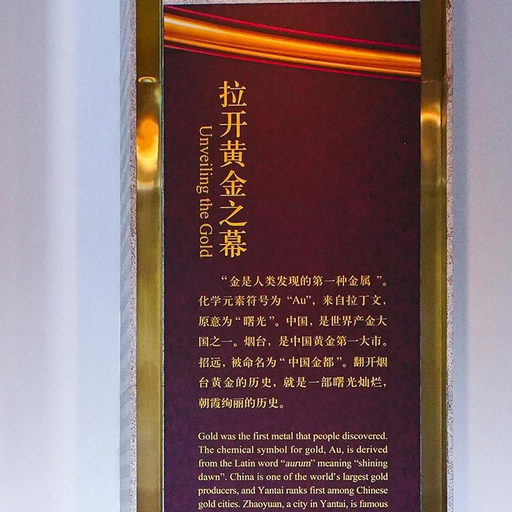 拉开黄金之幕
Unveiling the Gold
“金是人类发现的第一种金属 ”。
化学元素符号为 “Au”，来自拉丁文，
原意为“ 曙光 ”。中国，是世界产金大
国之一。烟台，是中国黄金第一大市。
招远，被命名为“ 中国金都 ”。翻开烟
台黄金的历史，就是一部曙光灿烂，
朝霞绚丽的历史。
Gold was the first metal that people discovered.
The chemical symbol for gold, Au, is derived
from the Latin word “aurum” meaning “shining
dawn”. China is one of the world’s largest gold
producers, and Yantai ranks first among Chinese
gold cities. Zhaoyuan, a city in Yantai, is famous